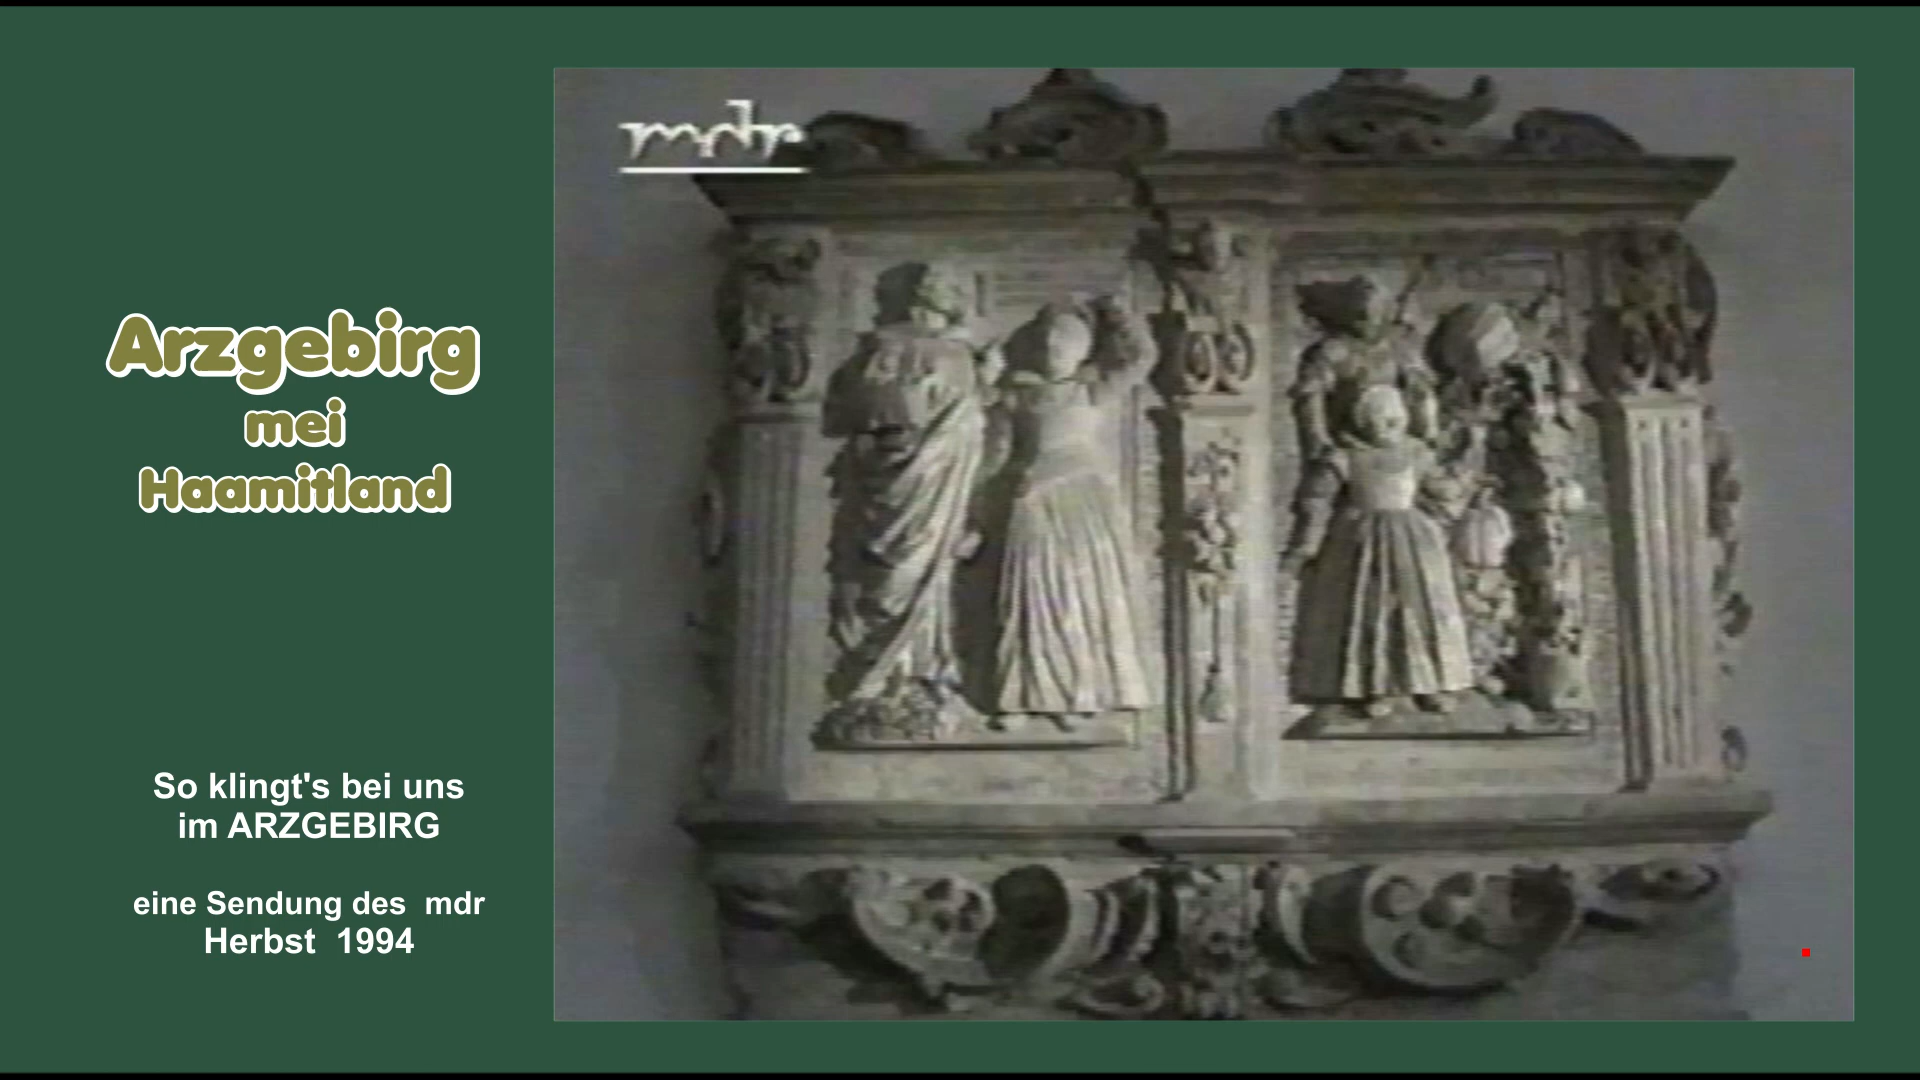 Arzgebirg
mei
Haamitland
So klingt's bei uns
im ARZGEBIRG
eine Sendung des mdr
Herbst 1994
mdr